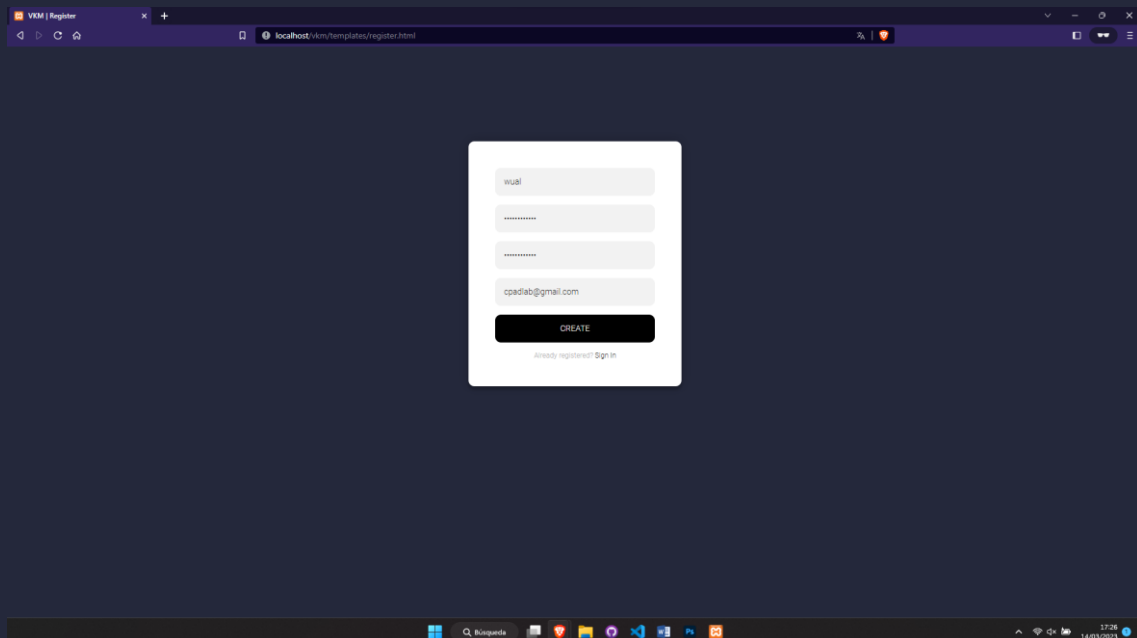 VKM | Register
localhost/vkm/templates/register.html
wual
••••••••••••
••••••••••••
cpadlab@gmail.com
CREATE
Already registered? Sign In
Búsqueda
Ps
17:26
14/03/2023